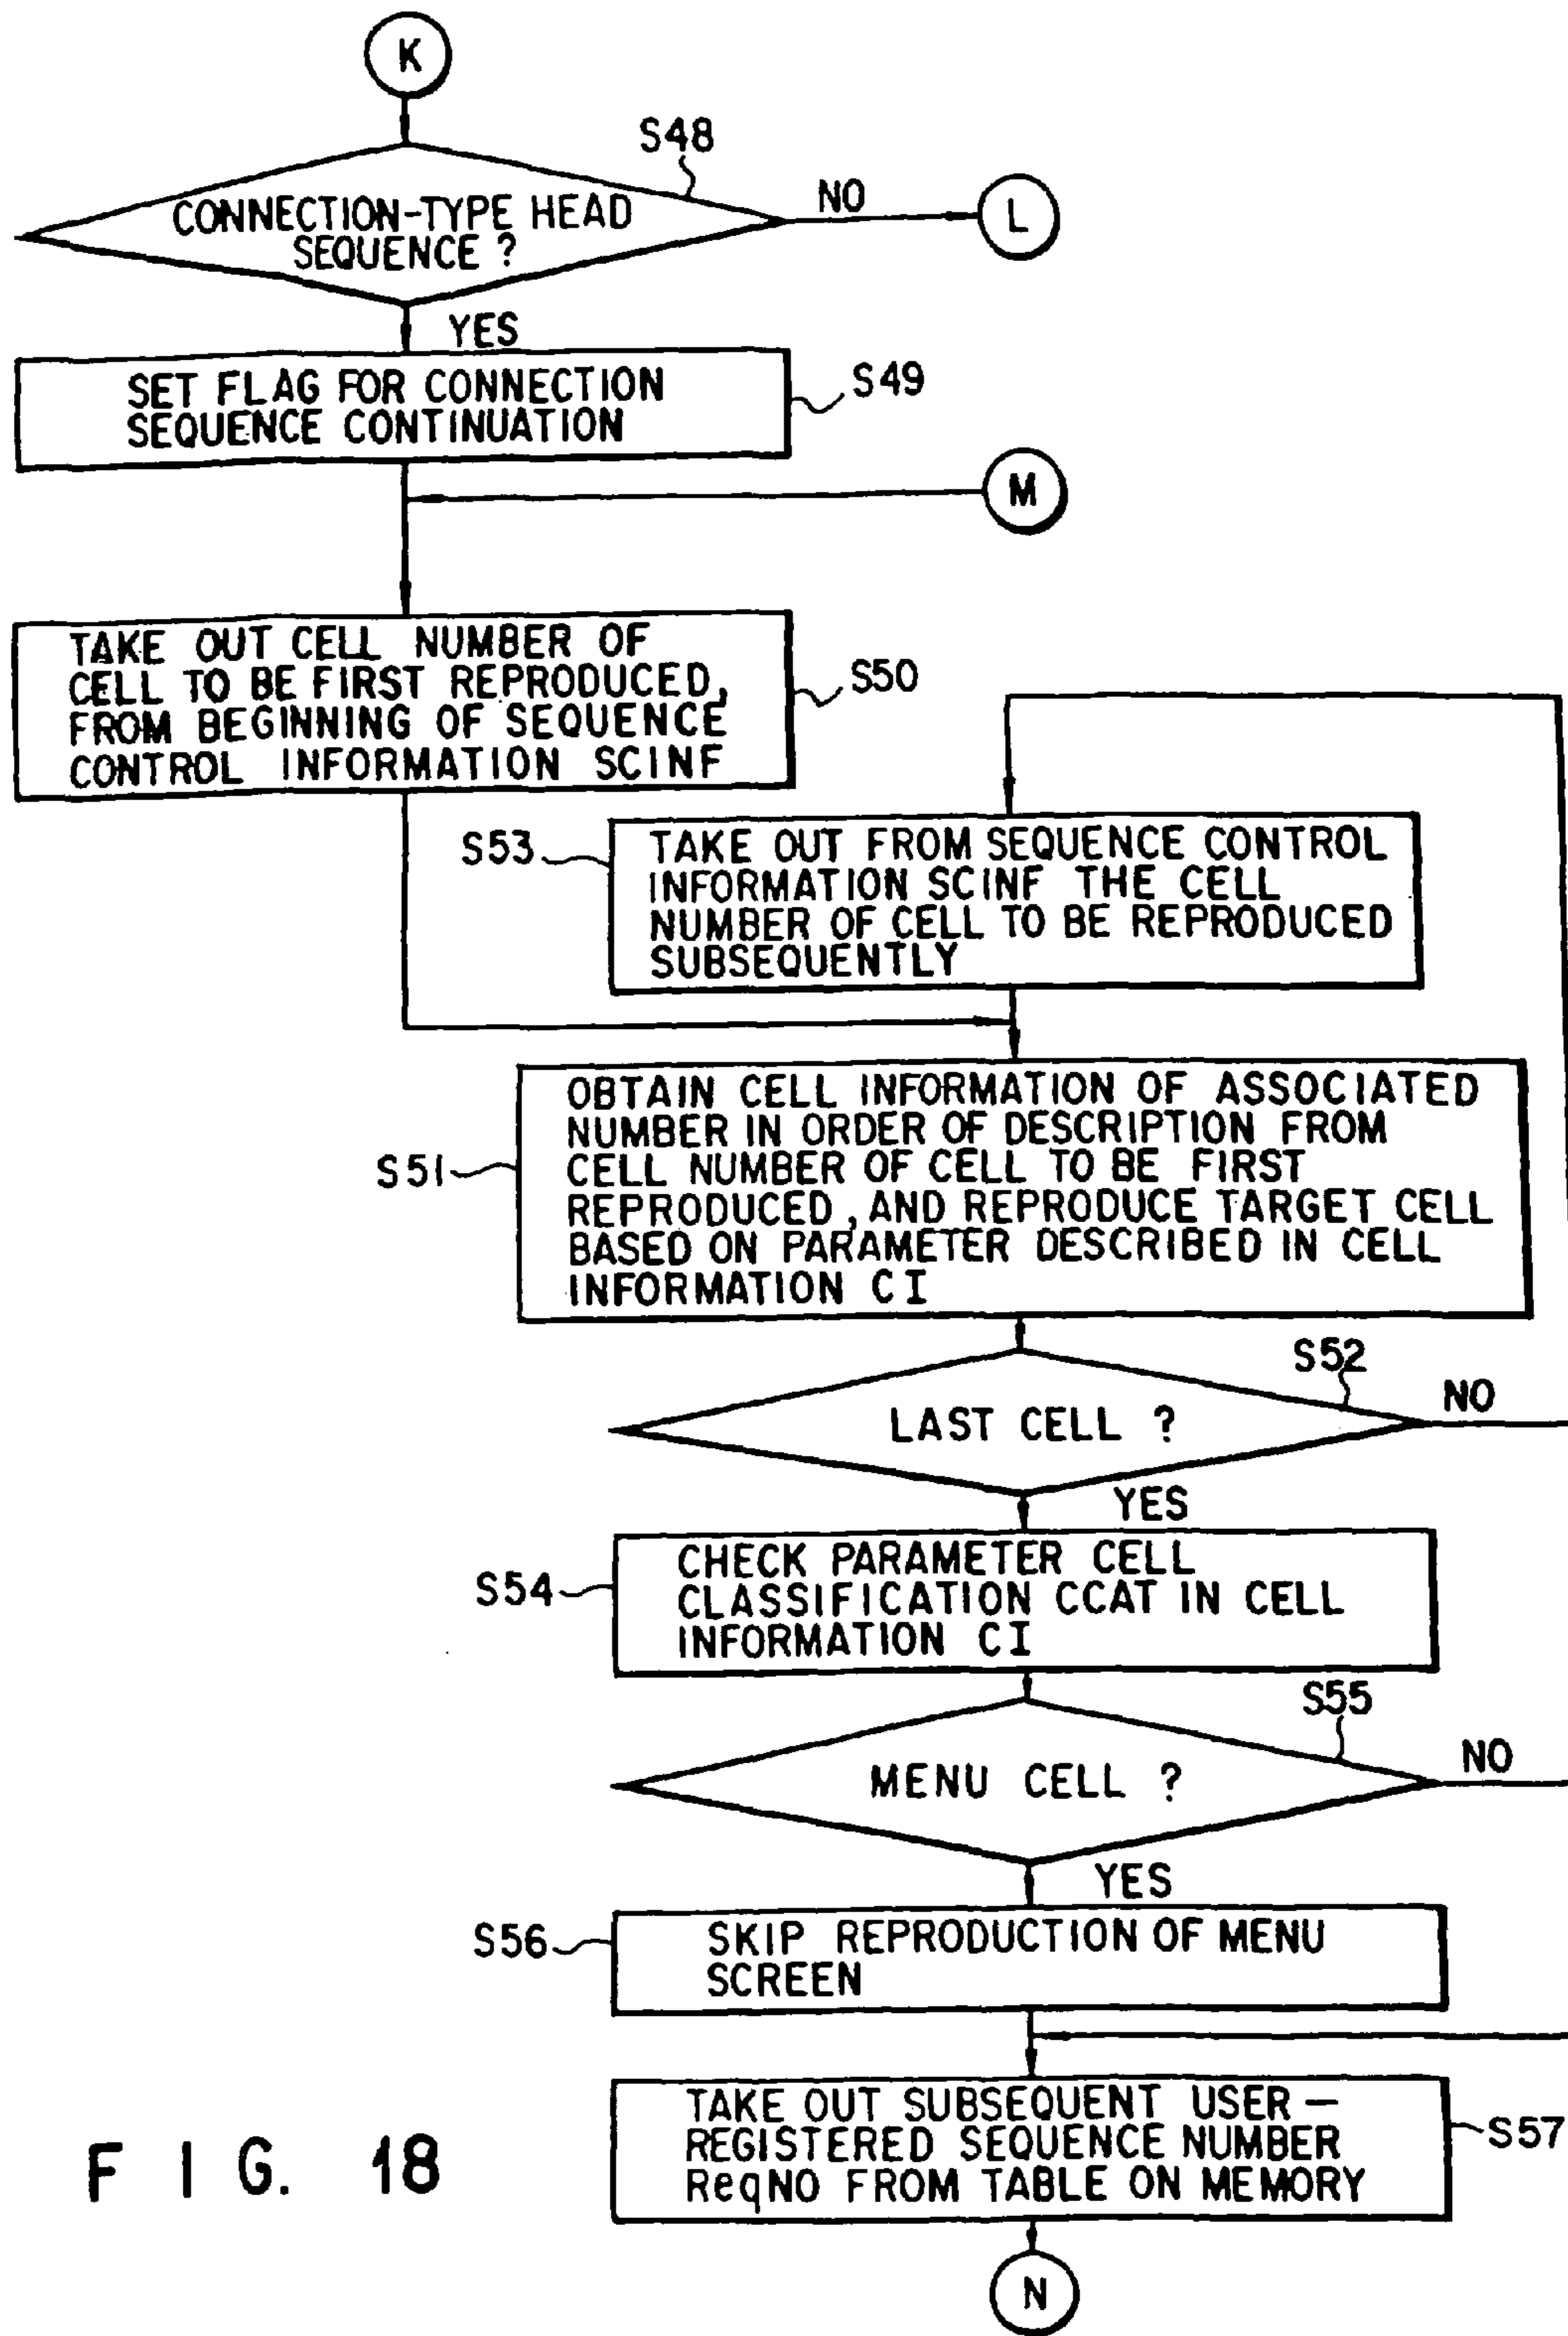 K
S48
CONNECTION-TYPE HEAD
SEQUENCE ?
NO
L
YES
SET FLAG FOR CONNECTION
SEQUENCE CONTINUATION
S49
M
TAKE OUT CELL NUMBER OF
CELL TO BE FIRST REPRODUCED,
FROM BEGINNING OF SEQUENCE
CONTROL INFORMATION SCINF
S50
S53
TAKE OUT FROM SEQUENCE CONTROL
INFORMATION SCINF THE CELL
NUMBER OF CELL TO BE REPRODUCED
SUBSEQUENTLY
S51
OBTAIN CELL INFORMATION OF ASSOCIATED
NUMBER IN ORDER OF DESCRIPTION FROM
CELL NUMBER OF CELL TO BE FIRST
REPRODUCED, AND REPRODUCE TARGET CELL
BASED ON PARAMETER DESCRIBED IN CELL
INFORMATION CI
S52
LAST CELL ?
NO
YES
S54
CHECK PARAMETER CELL
CLASSIFICATION CCAT IN CELL
INFORMATION CI
S55
MENU CELL ?
NO
YES
S56
SKIP REPRODUCTION OF MENU
SCREEN
TAKE OUT SUBSEQUENT USER-
REGISTERED SEQUENCE NUMBER
ReqNO FROM TABLE ON MEMORY
S57
N
FIG. 18